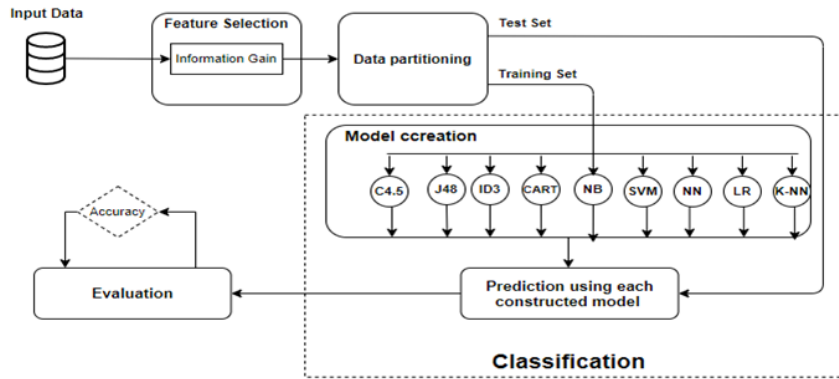 Input Data
Feature Selection
Information Gain
Data partitioning
Test Set
Training Set
Model ccreation
C4.5
J48
ID3
CART
NB
SVM
NN
LR
K-NN
Accuracy
Evaluation
Prediction using each
constructed model
Classification